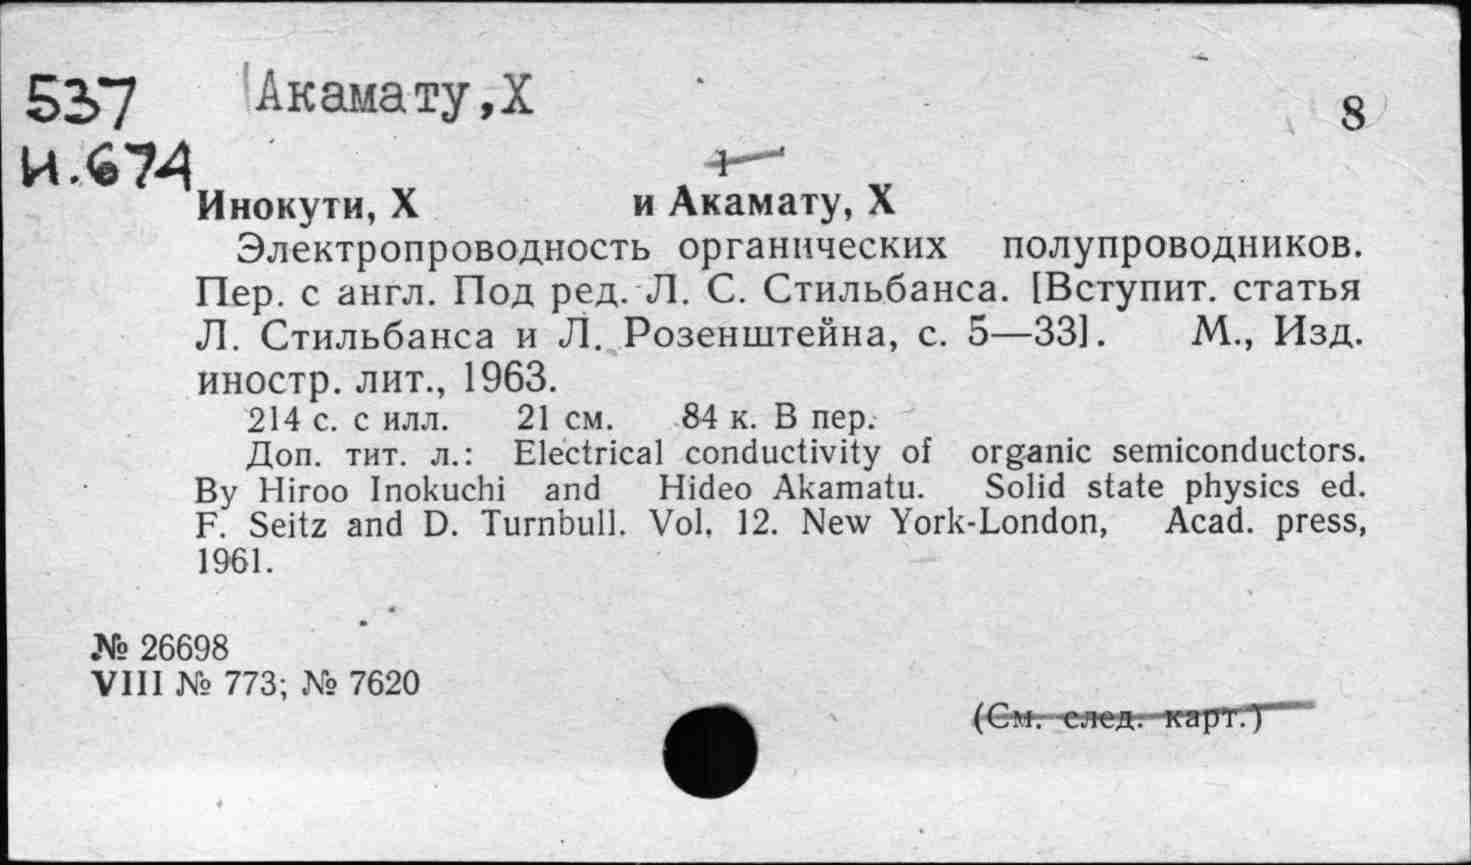 537 Акамату,Х 8
И.674
1
Инокути, Х и Акамату, Х
Электропроводность органических полупроводников.
Пер. с англ. Под ред. Л. С. Стильбанса. [Вступит. статья
Л. Стильбанса и Л. Розенштейна, с. 5—33]. М., Изд.
иностр. лит., 1963.
214 с. с илл. 21 см. 84 к. В пер.
Доп. тит. л.: Electrical conductivity of organic semiconductors.
By Hiroo Inokuchi and Hideo Akamatu. Solid state physics ed.
F. Seitz and D. Turnbull. Vol. 12. New York-London, Acad. press,
1961.
№ 26698
VIII № 773; № 7620
(См. след. карт.)